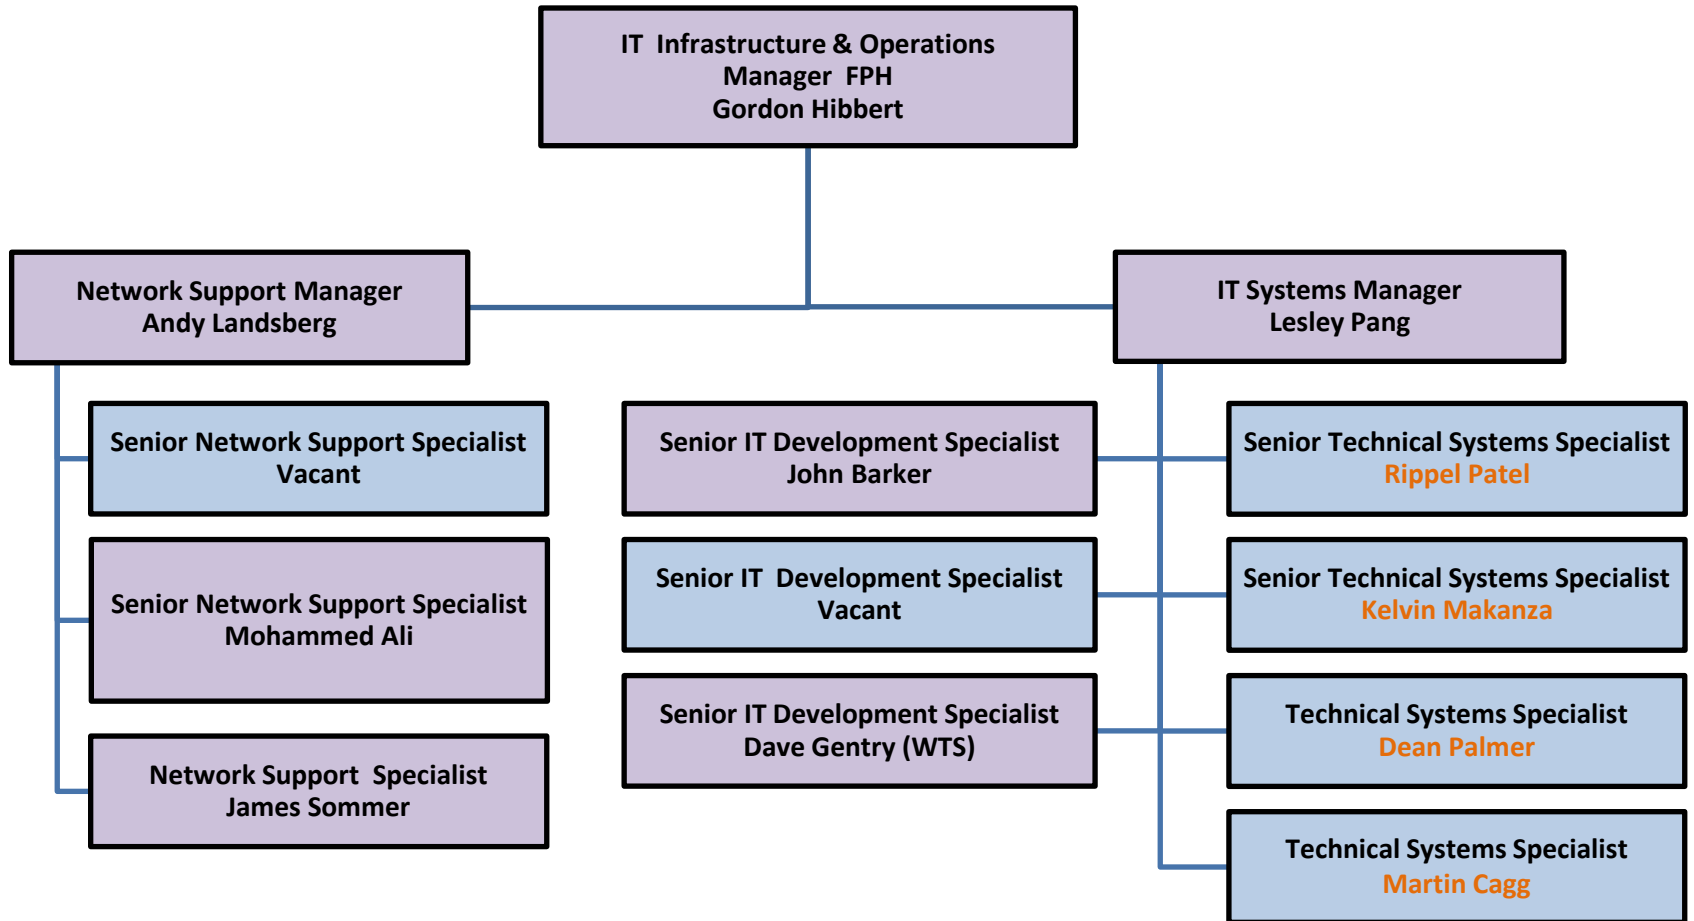 IT  Infrastructure & Operations
Manager  FPH
Gordon Hibbert
Network Support Manager
Andy Landsberg
IT Systems Manager
Lesley Pang
Senior Network Support Specialist
Vacant
Senior Network Support Specialist
Mohammed Ali
Network Support  Specialist
James Sommer
Senior IT Development Specialist
John Barker
Senior IT  Development Specialist
Vacant
Senior IT Development Specialist
Dave Gentry (WTS)
Senior Technical Systems Specialist
Rippel Patel
Senior Technical Systems Specialist
Kelvin Makanza
Technical Systems Specialist
Dean Palmer
Technical Systems Specialist
Martin Cagg